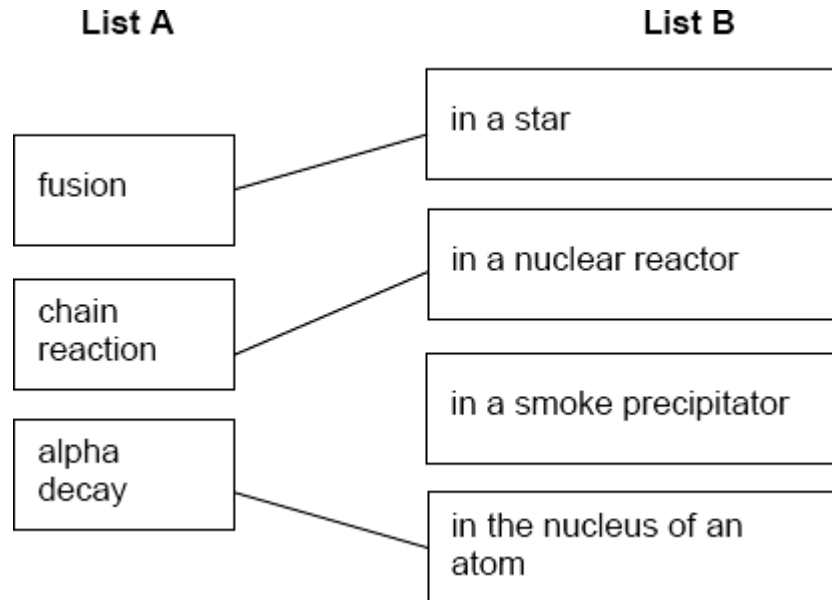 List A
List B
fusion
chain
reaction
alpha
decay
in a star
in a nuclear reactor
in a smoke precipitator
in the nucleus of an
atom